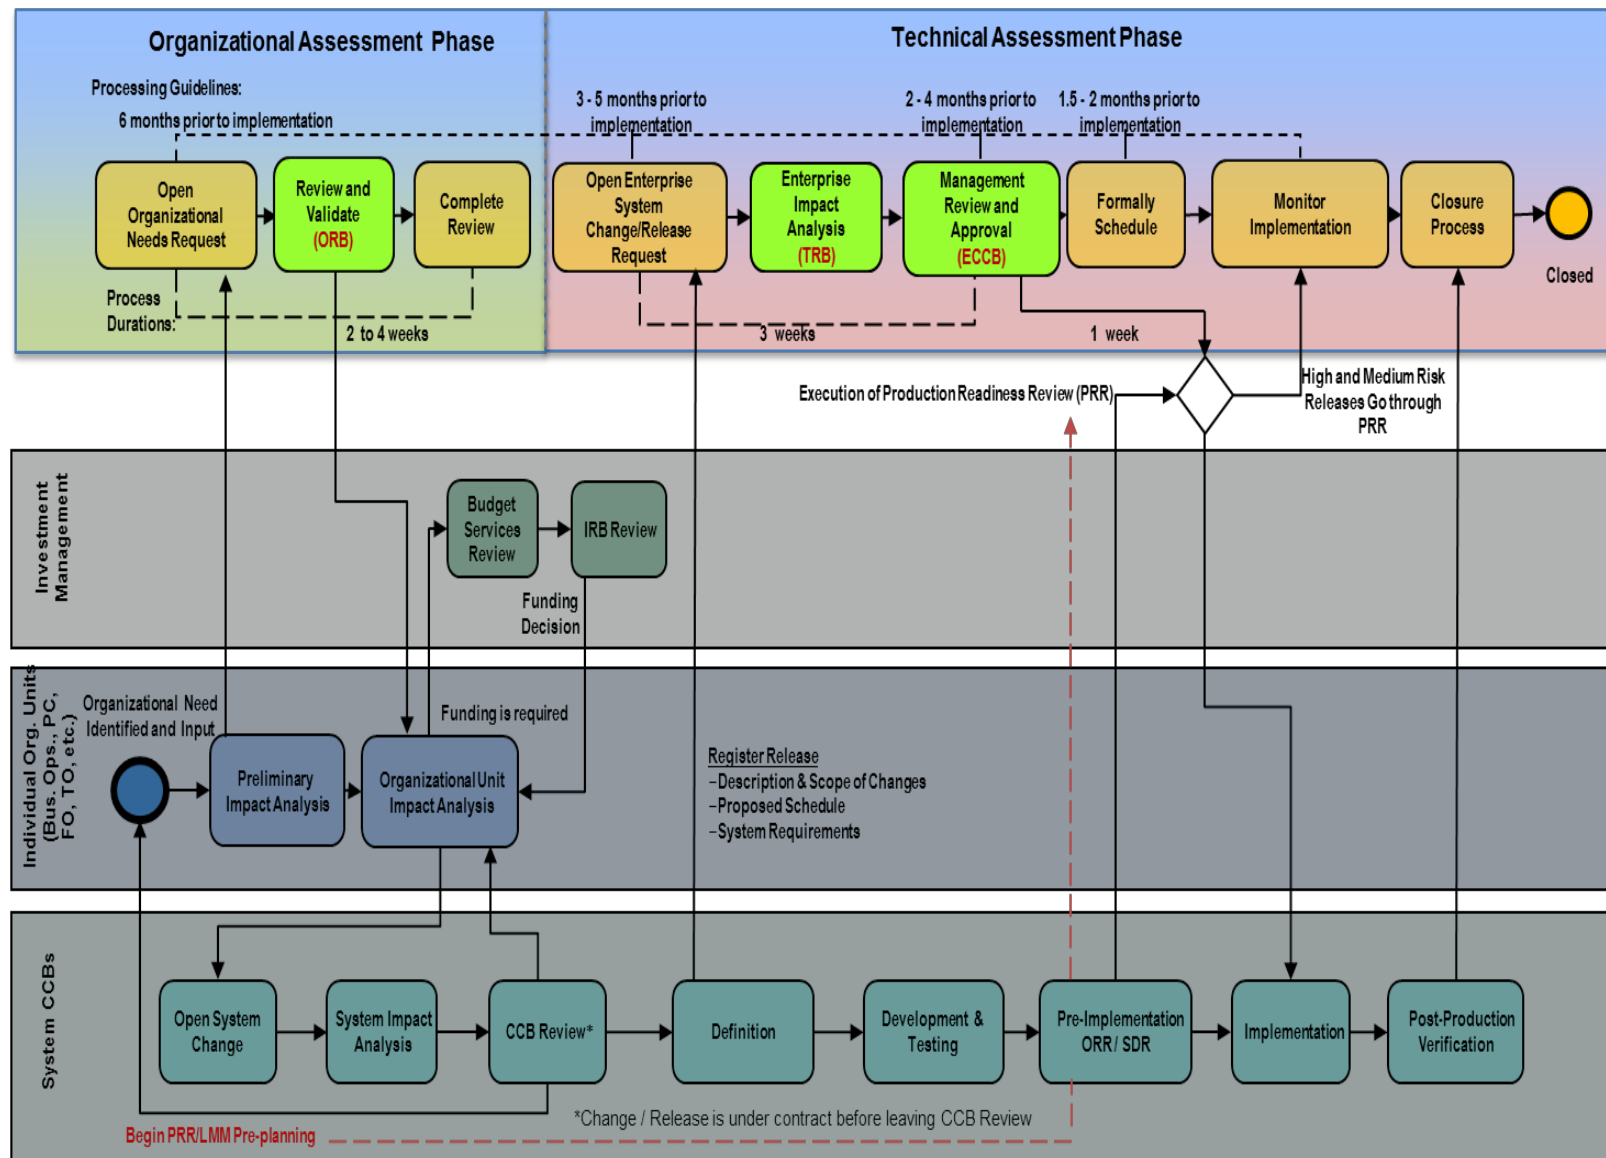 Organizational Assessment Phase
Technical Assessment Phase
Processing Guidelines:
6 months prior to implementation
3 - 5 months prior to
implementation
2 - 4 months prior to
implementation
1.5 - 2 months prior to
implementation
Open
Organizational
Needs Request
Review and
Validate
(ORB)
Complete
Review
Open Enterprise
System
Change/Release
Request
Enterprise
Impact
Analysis
(TRB)
Management
Review and
Approval
(ECCB)
Formally
Schedule
Monitor
Implementation
Closure
Process
Closed
Process
Durations:
2 to 4 weeks
3 weeks
1 week
Execution of Production Readiness Review (PRR)
High and Medium Risk
Releases Go through
PRR
Investment
Management
Budget
Services
Review
IRB Review
Funding
Decision
Individual Org. Units
(Bus. Ops., PC,
FO, TO, etc.)
Organizational Need
Identified and Input
Funding is required
Preliminary
Impact Analysis
Organizational Unit
Impact Analysis
Register Release
–Description & Scope of Changes
–Proposed Schedule
–System Requirements
System CCBs
Open System
Change
System Impact
Analysis
CCB Review*
Definition
Development &
Testing
Pre-Implementation
ORR / SDR
Implementation
Post-Production
Verification
*Change / Release is under contract before leaving CCB Review
Begin PRR/LMM Pre-planning